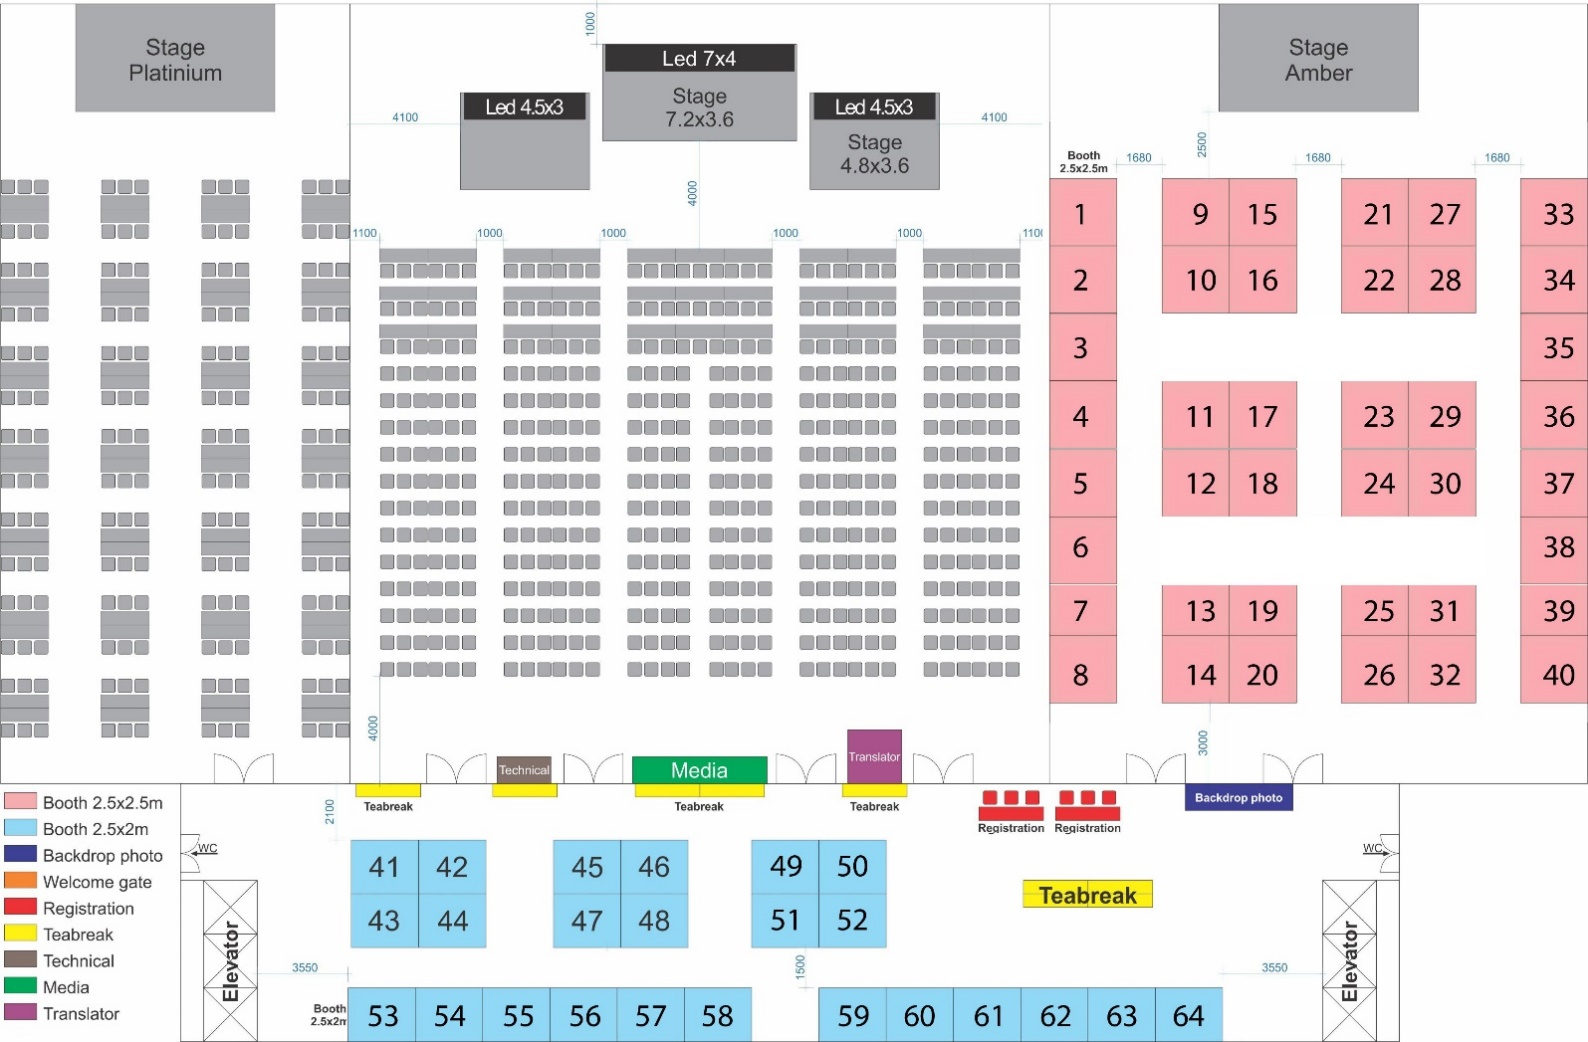 Stage
Platinium
1000
Led 7x4
Stage
7.2x3.6
Led 4.5x3
Led 4.5x3
Stage
4.8x3.6
4100
4100
4000
Stage
Amber
2500
Booth
2.5x2.5m
1680
1680
1680
1100
1000
1000
1000
1000
110
1
9
15
21
27
33
2
10
16
22
28
34
3
35
4
11
17
23
29
36
5
12
18
24
30
37
6
38
7
13
19
25
31
39
8
14
20
26
32
40
4000
3000
Technical
Media
Translator
Teabreak
Teabreak
Teabreak
Registration
Registration
Backdrop photo
Booth 2.5x2.5m
Booth 2.5x2m
Backdrop photo
Welcome gate
Registration
Teabreak
Technical
Media
Translator
2100
WC
WC
41
42
45
46
49
50
43
44
47
48
51
52
Teabreak
Elevator
Elevator
3550
1500
3550
Booth
2.5x2m
53
54
55
56
57
58
59
60
61
62
63
64